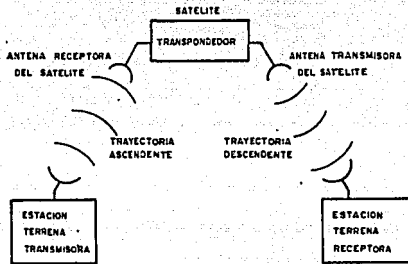 SATELITE
TRANSPONDEDOR
ANTENA RECEPTORA
DEL SATELITE
ANTENA TRANSMISORA
DEL SATELITE
TRAYECTORIA
ASCENDENTE
TRAYECTORIA
DESCENDENTE
ESTACION
TERRENA
TRANSMISORA
ESTACION
TERRENA
RECEPTORA